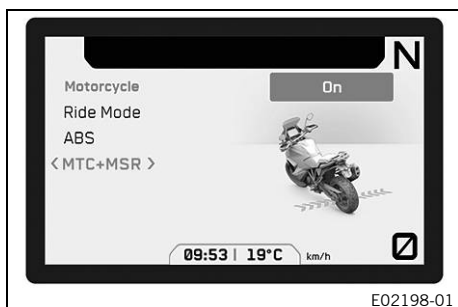 N
Motorcycle
On
Ride Mode
ABS
<MTC+MSR >
09:53 | 19°C km/h
0
E02198-01